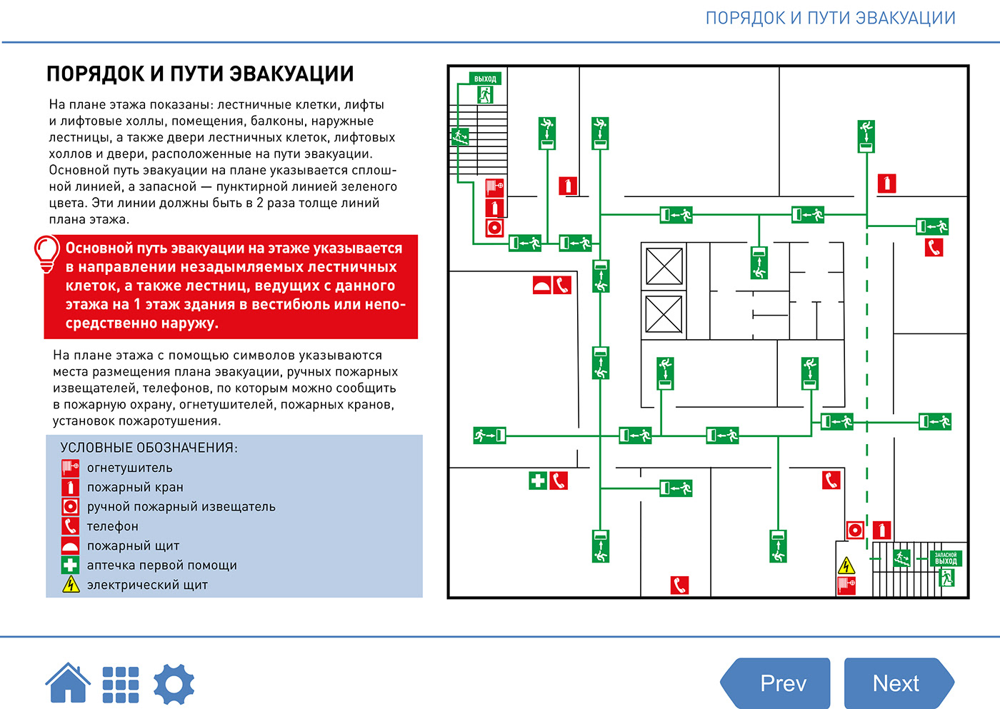 ПОРЯДОК И ПУТИ ЭВАКУАЦИИ
ПОРЯДОК И ПУТИ ЭВАКУАЦИИ
На плане этажа показаны: лестничные клетки, лифты
и лифтовые холлы, помещения, балконы, наружные
лестницы, а также двери лестничных клеток, лифтовых
холлов и двери, расположенные на пути эвакуации.
Основной путь эвакуации на плане указывается сплош-
ной линией, а запасной — пунктирной линией зеленого
цвета. Эти линии должны быть в 2 раза толще линий
плана этажа.
Основной путь эвакуации на этаже указывается
в направлении незадымляемых лестничных
клеток, а также лестниц, ведущих с данного
этажа на 1 этаж здания в вестибюль или непо-
средственно наружу.
На плане этажа с помощью символов указываются
места размещения плана эвакуации, ручных пожарных
извещателей, телефонов, по которым можно сообщить
в пожарную охрану, огнетушителей, пожарных кранов,
установок пожаротушения.
УСЛОВНЫЕ ОБОЗНАЧЕНИЯ:
огнетушитель
пожарный кран
ручной пожарный извещатель
телефон
пожарный щит
аптечка первой помощи
электрический щит
ВЫХОД
ЗАПАСНОЙ
ВЫХОД
Prev
Next